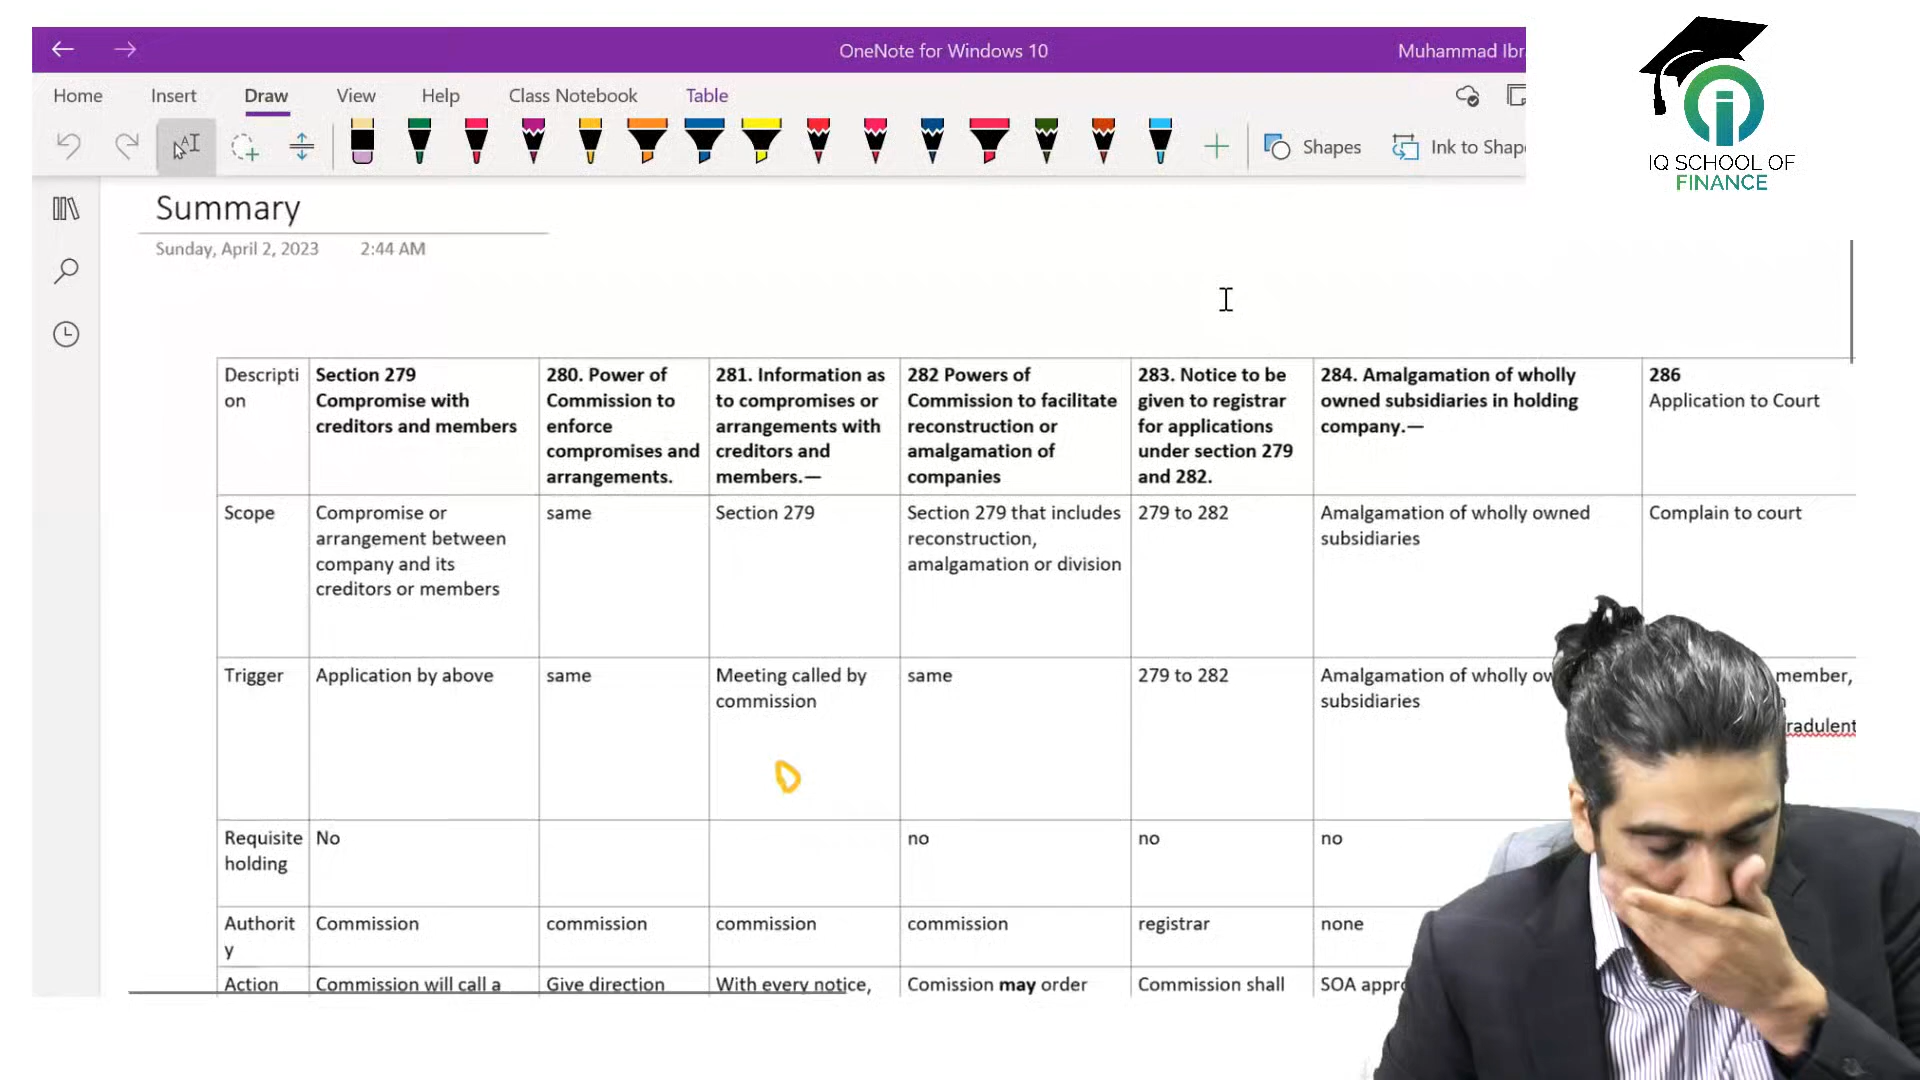 OneNote for Windows 10
Muhammad Ibr
Home Insert Draw View Help Class Notebook Table
Shapes Ink to Shap
IQ SCHOOL OF
FINANCE
Summary
Sunday, April 2, 2023 2:44 AM
Descripti
on
Section 279
Compromise with
creditors and members
280. Power of
Commission to
enforce
compromises and
arrangements.
281. Information as
to compromises or
arrangements with
creditors and
members.—
282 Powers of
Commission to facilitate
reconstruction or
amalgamation of
companies
283. Notice to be
given to registrar
for applications
under section 279
and 282.
284. Amalgamation of wholly
owned subsidiaries in holding
company.—
286
Application to Court
Scope
Compromise or
arrangement between
company and its
creditors or members
same
Section 279
Section 279 that includes
reconstruction,
amalgamation or division
279 to 282
Amalgamation of wholly owned
subsidiaries
Complain to court
Trigger
Application by above
same
Meeting called by
commission
same
279 to 282
Amalgamation of wholly ow
subsidiaries
member,
radulent
Requisite
holding
No
no
no
no
Authorit
y
Commission
commission
commission
commission
registrar
none
Action
Commission will call a
Give direction
With every notice,
Comission may order
Commission shall
SOA appro